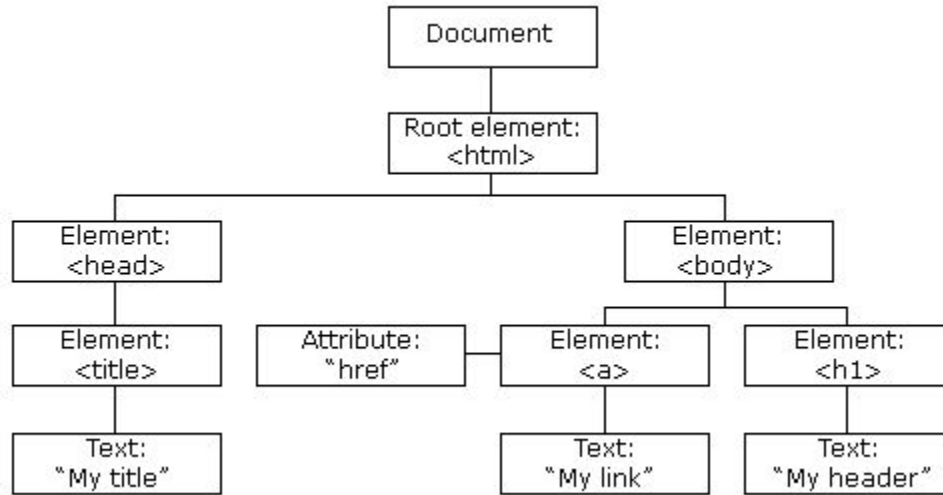 Document
Root element:
<html>
Element:
<head>
Element:
<body>
Element:
<title>
Attribute:
“href”
Element:
<a>
Element:
<h1>
Text:
“My title”
Text:
“My link”
Text:
“My header”